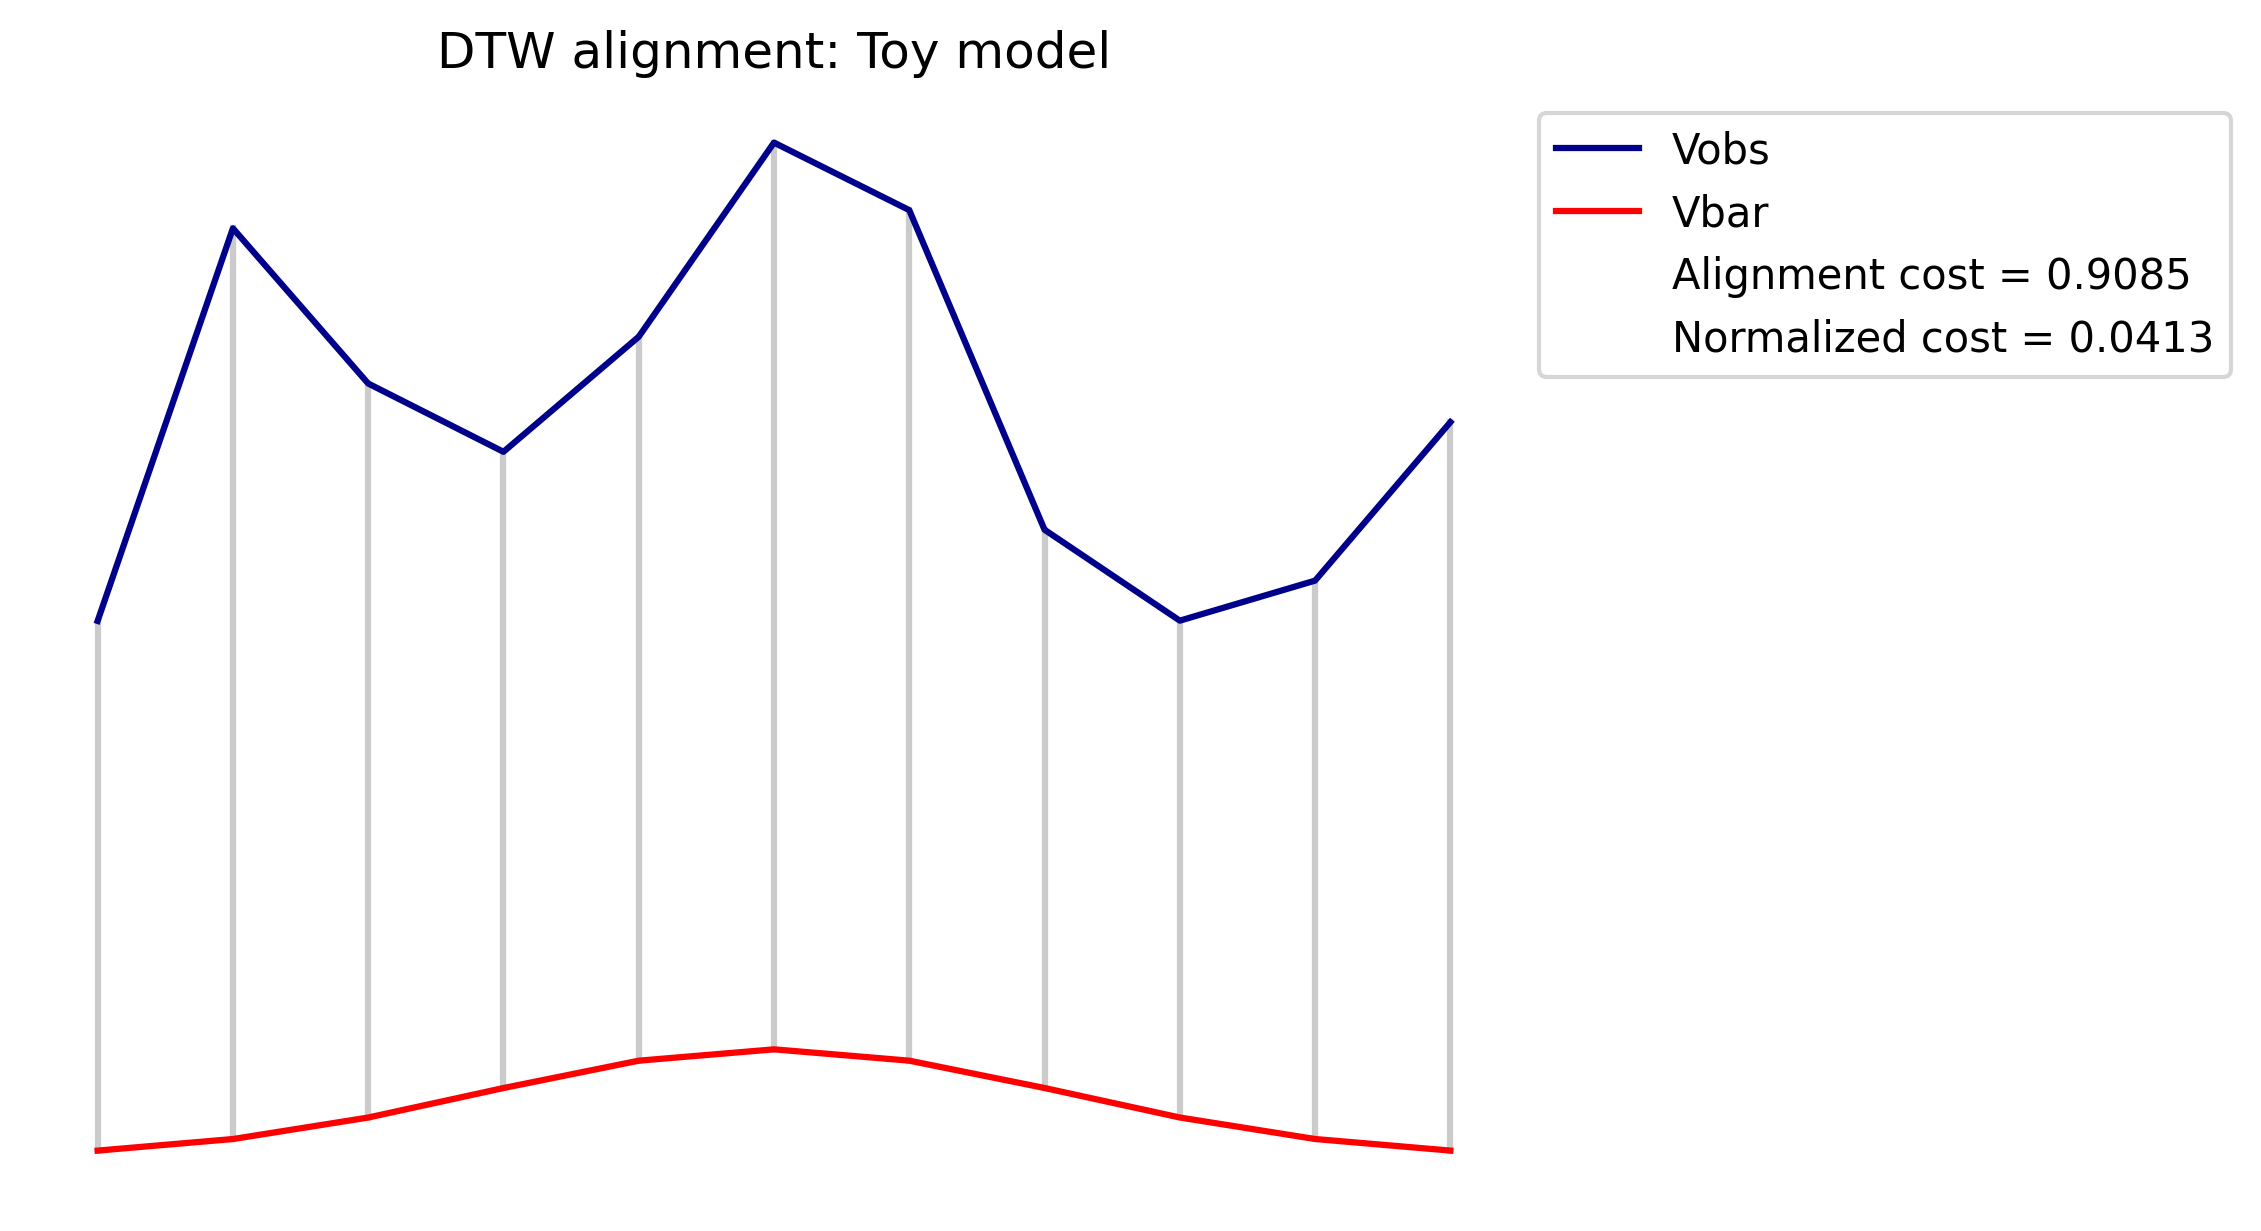 DTW alignment: Toy model
Vobs
Vbar
Alignment cost = 0.9085
Normalized cost = 0.0413